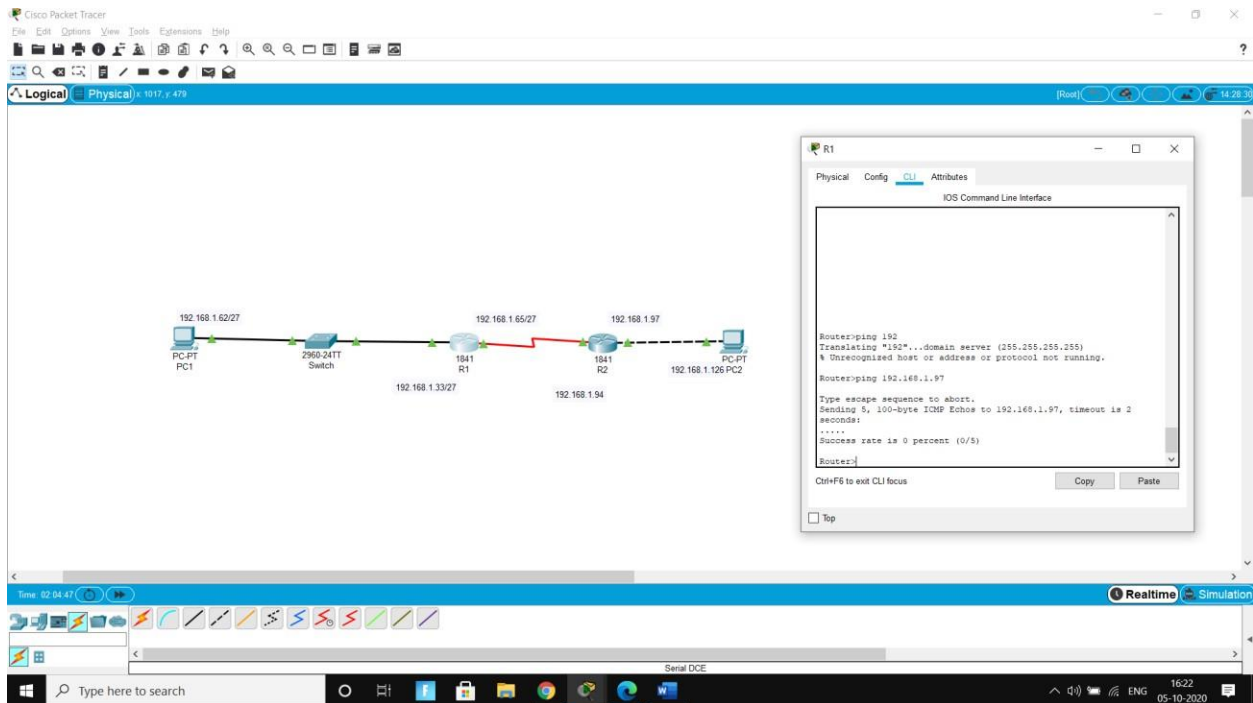 Cisco Packet Tracer
File Edit Options View Tools Extensions Help
?
Logical Physical x: 1017, y: 479
[Root] 14:28:30
R1
Physical Config CLI Attributes
IOS Command Line Interface
Router>ping 192
Translating "192"...domain server (255.255.255.255)
% Unrecognized host or address or protocol not running.
Router>ping 192.168.1.97
Type escape sequence to abort.
Sending 5, 100-byte ICMP Echos to 192.168.1.97, timeout is 2
seconds:
.....
Success rate is 0 percent (0/5)
Router>
Ctrl+F6 to exit CLI focus
Copy Paste
Top
192.168.1.62/27
192.168.1.65/27
192.168.1.97
PC-PT
PC1
2960-24TT
Switch
1841
R1
1841
R2
PC-PT
192.168.1.126 PC2
192.168.1.33/27
192.168.1.94
Time: 02:04:47
Realtime Simulation
Serial DCE
Type here to search
ENG
16:22
05-10-2020